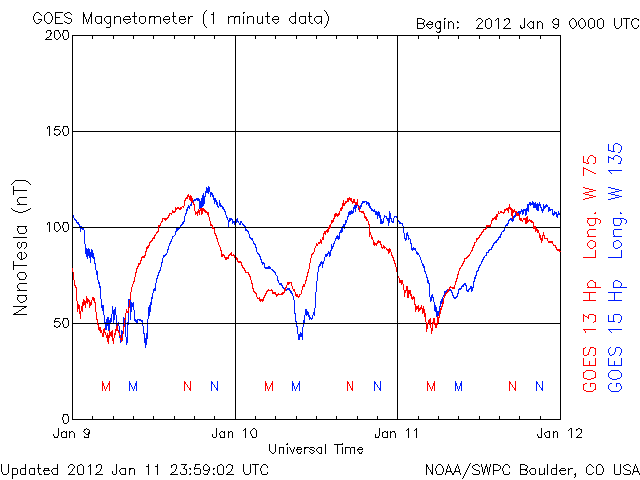 GOES Magnetometer (1 minute data)
Begin: 2012 Jan 9 0000 UTC
200
150
100
50
0
NanoTesla (nT)
M M N N M M N N M M N N
Jan 9 Jan 10 Jan 11 Jan 12
Universal Time
GOES 13 Hp Long. W 75
GOES 15 Hp Long. W 135
Updated 2012 Jan 11 23:59:02 UTC
NOAA/SWPC Boulder, CO USA